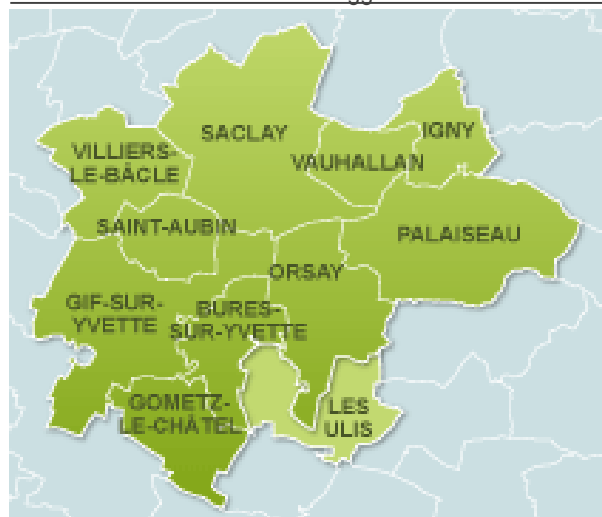 SACLAY
IGNY
VILLIERS-
LE-BÂCLE
VAUHALLAN
SAINT-AUBIN
PALAISEAU
ORSAY
GIF-SUR-
YVETTE
BURES-
SUR-YVETTE
GOMETZ-
LE-CHÂTEL
LES
ULIS